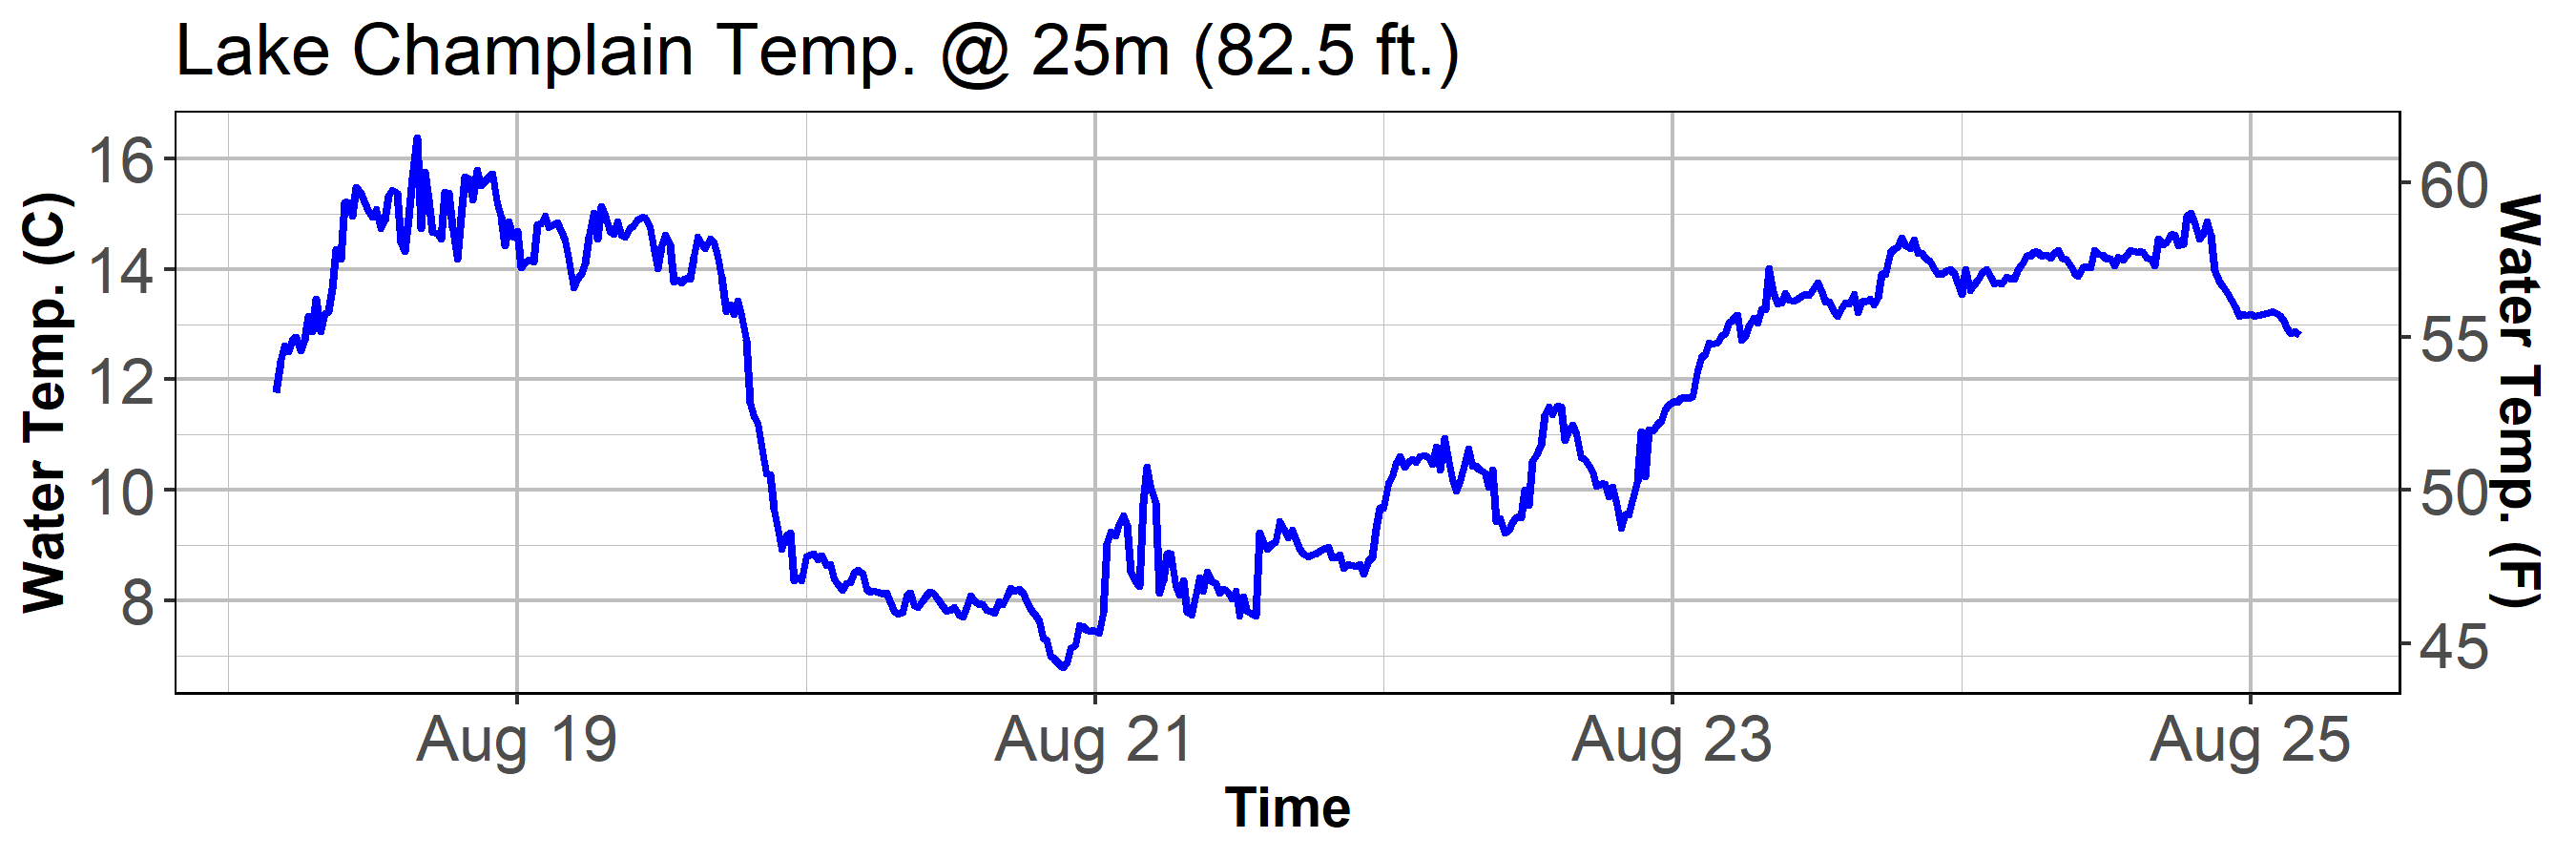 Lake Champlain Temp. @ 25m (82.5 ft.)
Water Temp. (C)
16
14
12
10
8
60
55
50
45
Water Temp. (F)
Aug 19 Aug 21 Aug 23 Aug 25
Time